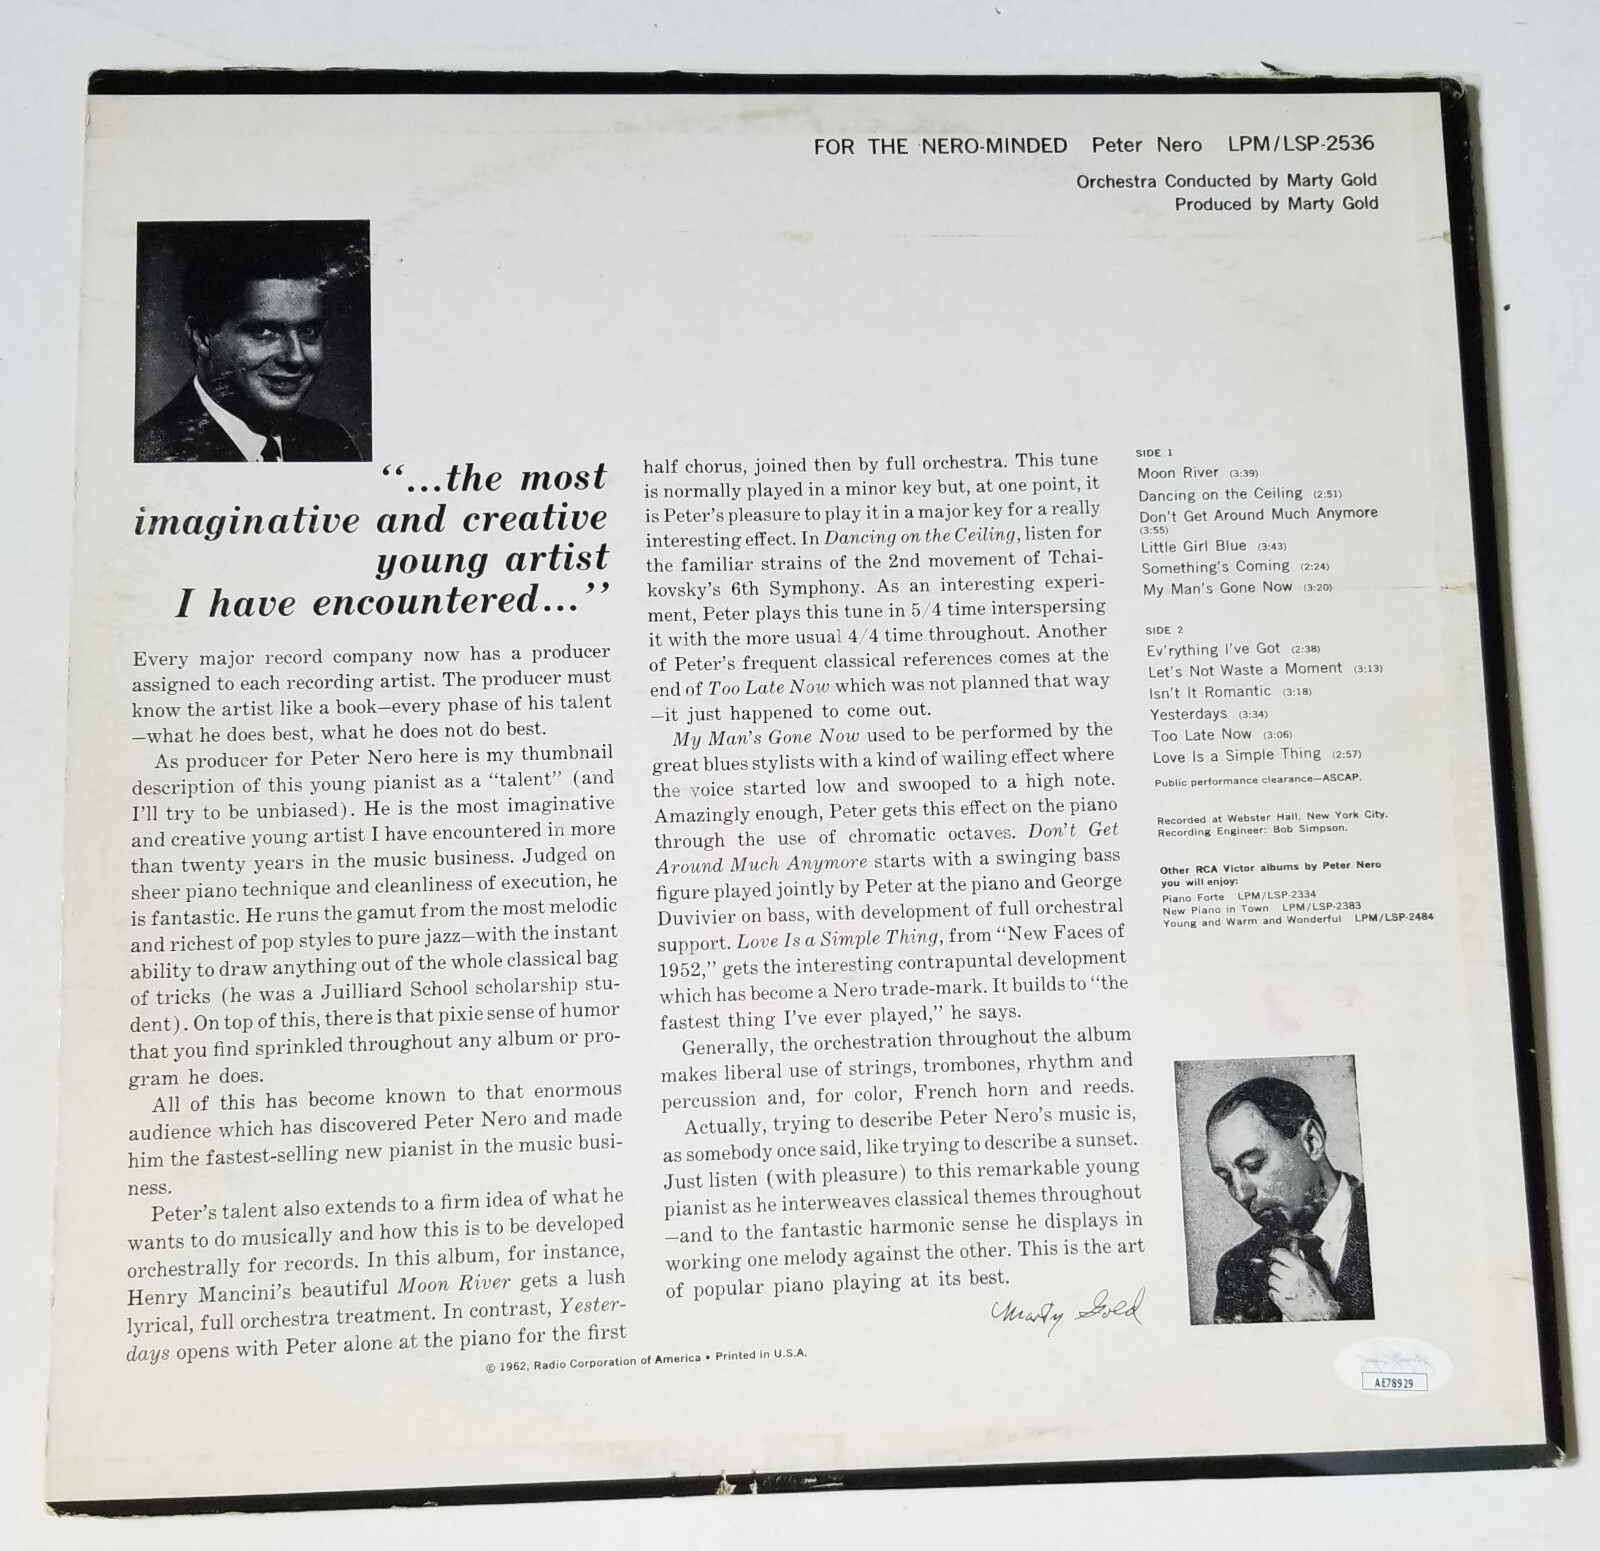 FOR THE NERO-MINDED Peter Nero LPM/LSP-2536
Orchestra Conducted by Marty Gold
Produced by Marty Gold
“...the most
imaginative and creative
young artist
I have encountered...”
Every major record company now has a producer
assigned to each recording artist. The producer must
know the artist like a book—every phase of his talent
—what he does best, what he does not do best.
As producer for Peter Nero here is my thumbnail
description of this young pianist as a “talent” (and
I’ll try to be unbiased). He is the most imaginative
and creative young artist I have encountered in more
than twenty years in the music business. Judged on
sheer piano technique and cleanliness of execution, he
is fantastic. He runs the gamut from the most melodic
and richest of pop styles to pure jazz—with the instant
ability to draw anything out of the whole classical bag
of tricks (he was a Juilliard School scholarship stu-
dent). On top of this, there is that pixie sense of humor
that you find sprinkled throughout any album or pro-
gram he does.
All of this has become known to that enormous
audience which has discovered Peter Nero and made
him the fastest-selling new pianist in the music busi-
ness.
Peter’s talent also extends to a firm idea of what he
wants to do musically and how this is to be developed
orchestrally for records. In this album, for instance,
Henry Mancini’s beautiful Moon River gets a lush
lyrical, full orchestra treatment. In contrast, Yester-
days opens with Peter alone at the piano for the first
half chorus, joined then by full orchestra. This tune
is normally played in a minor key but, at one point, it
is Peter’s pleasure to play it in a major key for a really
interesting effect. In Dancing on the Ceiling, listen for
the familiar strains of the 2nd movement of Tchai-
kovsky’s 6th Symphony. As an interesting experi-
ment, Peter plays this tune in 5/4 time interspersing
it with the more usual 4/4 time throughout. Another
of Peter’s frequent classical references comes at the
end of Too Late Now which was not planned that way
—it just happened to come out.
My Man’s Gone Now used to be performed by the
great blues stylists with a kind of wailing effect where
the voice started low and swooped to a high note.
Amazingly enough, Peter gets this effect on the piano
through the use of chromatic octaves. Don’t Get
Around Much Anymore starts with a swinging bass
figure played jointly by Peter at the piano and George
Duvivier on bass, with development of full orchestral
support. Love Is a Simple Thing, from “New Faces of
1952,” gets the interesting contrapuntal development
which has become a Nero trade-mark. It builds to “the
fastest thing I’ve ever played,” he says.
Generally, the orchestration throughout the album
makes liberal use of strings, trombones, rhythm and
percussion and, for color, French horn and reeds.
Actually, trying to describe Peter Nero’s music is,
as somebody once said, like trying to describe a sunset.
Just listen (with pleasure) to this remarkable young
pianist as he interweaves classical themes throughout
—and to the fantastic harmonic sense he displays in
working one melody against the other. This is the art
of popular piano playing at its best.
Marty Gold
SIDE 1
Moon River (3:39)
Dancing on the Ceiling (2:51)
Don’t Get Around Much Anymore
(3:55)
Little Girl Blue (3:43)
Something’s Coming (2:24)
My Man’s Gone Now (3:20)
SIDE 2
Ev’rything I’ve Got (2:38)
Let’s Not Waste a Moment (3:13)
Isn’t It Romantic (3:18)
Yesterdays (3:34)
Too Late Now (3:06)
Love Is a Simple Thing (2:57)
Public performance clearance—ASCAP.
Recorded at Webster Hall, New York City.
Recording Engineer: Bob Simpson.
Other RCA Victor albums by Peter Nero
you will enjoy:
Piano Forte LPM/LSP-2334
New Piano in Town LPM/LSP-2383
Young and Warm and Wonderful LPM/LSP-2484
© 1962, Radio Corporation of America • Printed in U.S.A.
AE78929